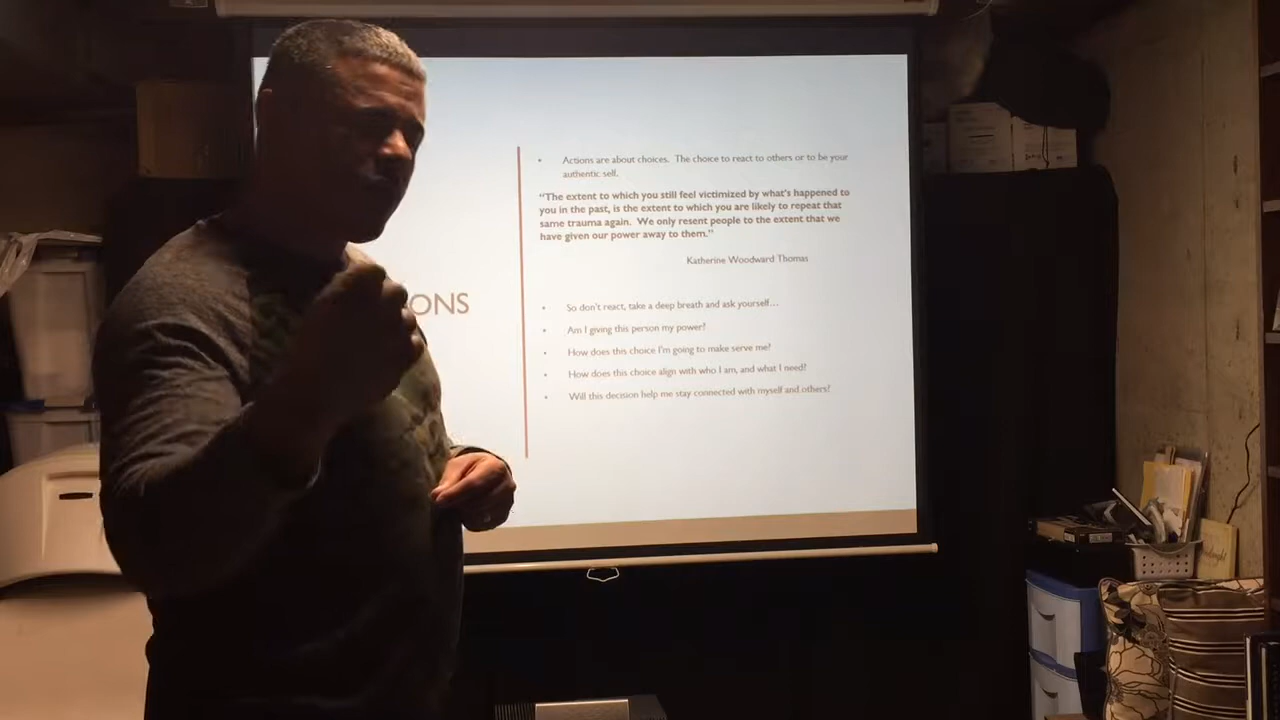 IONS
• Actions are about choices. The choice to react to others or to be your
authentic self.
“The extent to which you still feel victimized by what's happened to
you in the past, is the extent to which you are likely to repeat that
same trauma again. We only resent people to the extent that we
have given our power away to them.”
Katherine Woodward Thomas
• So don't react, take a deep breath and ask yourself…
• Am I giving this person my power?
• How does this choice I'm going to make serve me?
• How does this choice align with who I am, and what I need?
• Will this decision help me stay connected with myself and others?